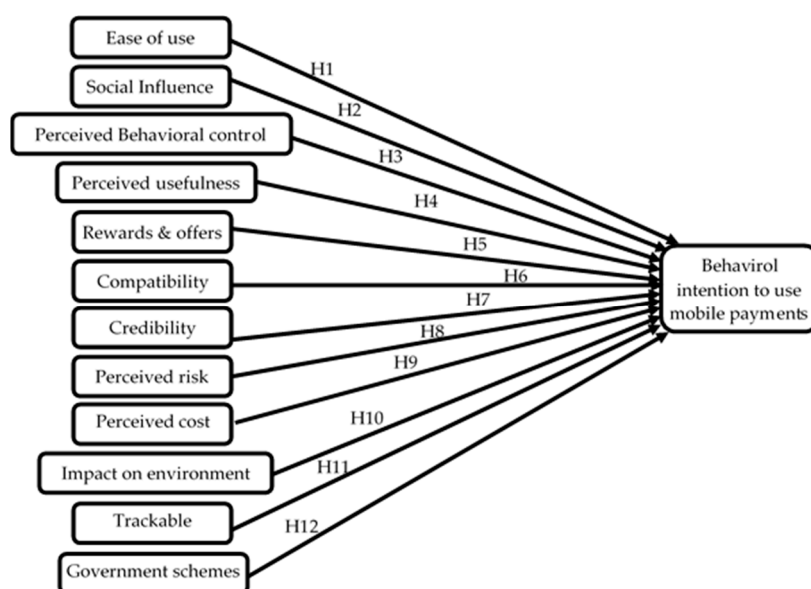 Ease of use
H1
Social Influence
H2
Perceived Behavioral control
H3
Perceived usefulness
H4
Rewards & offers
H5
Compatibility
H6
Credibility
H7
Perceived risk
H8
Perceived cost
H9
Impact on environment
H10
Trackable
H11
Government schemes
H12
Behavirol
intention to use
mobile payments